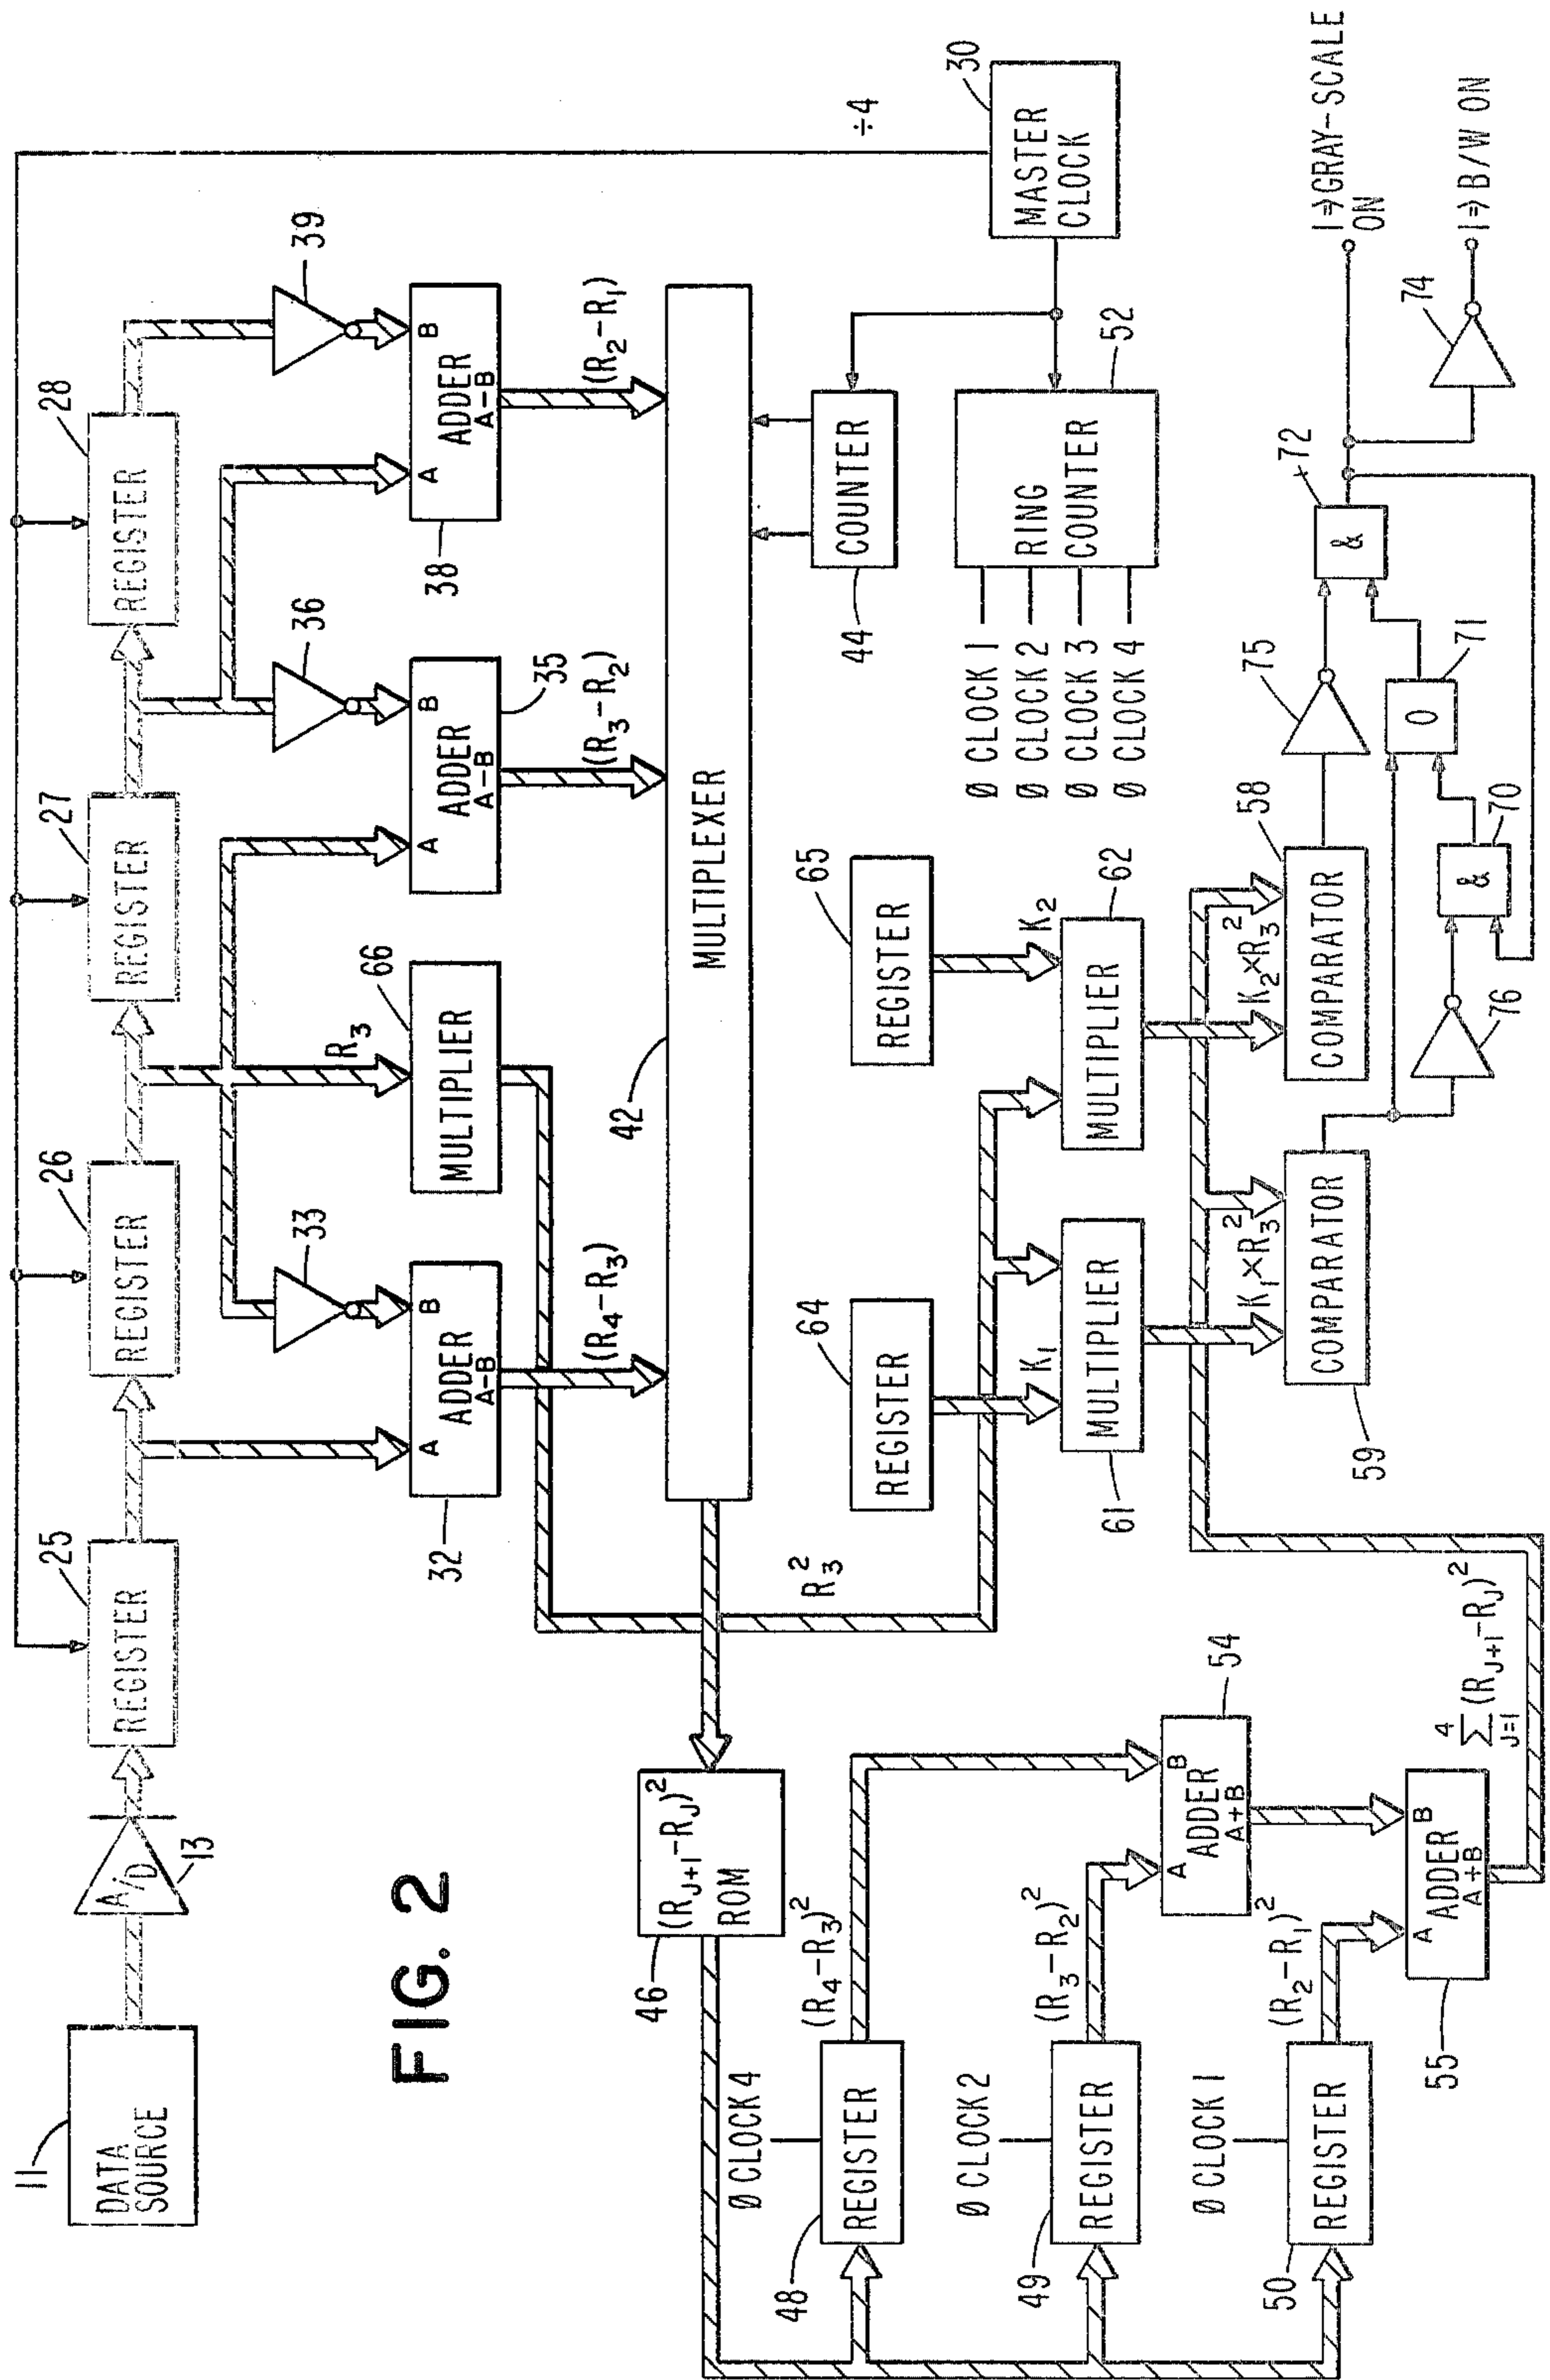 FIG. 2
11
DATA
SOURCE
A/D
13
25
REGISTER
26
REGISTER
27
REGISTER
28
REGISTER
33
36
39
R3
A
B
ADDER
A-B
32
66
MULTIPLIER
A
B
ADDER
A-B
35
A
B
ADDER
A-B
38
(R4-R3)
(R3-R2)
(R2-R1)
÷4
30
MASTER
CLOCK
42
MULTIPLEXER
COUNTER
44
RING
COUNTER
52
Ø CLOCK 1
Ø CLOCK 2
Ø CLOCK 3
Ø CLOCK 4
R3²
46
(RJ+1-RJ)²
ROM
64
REGISTER
K1
65
REGISTER
K2
MULTIPLIER
61
MULTIPLIER
62
Ø CLOCK 4
48
REGISTER
(R4-R3)²
Ø CLOCK 2
49
REGISTER
(R3-R2)²
Ø CLOCK 1
50
REGISTER
(R2-R1)²
A
B
ADDER
A+B
54
A
B
ADDER
A+B
55
4
∑(RJ+1-RJ)²
J=1
K1×R3²
COMPARATOR
59
K2×R3²
COMPARATOR
58
75
76
&
70
O
71
&
72
74
1⇒GRAY-SCALE
ON
1⇒B/W ON